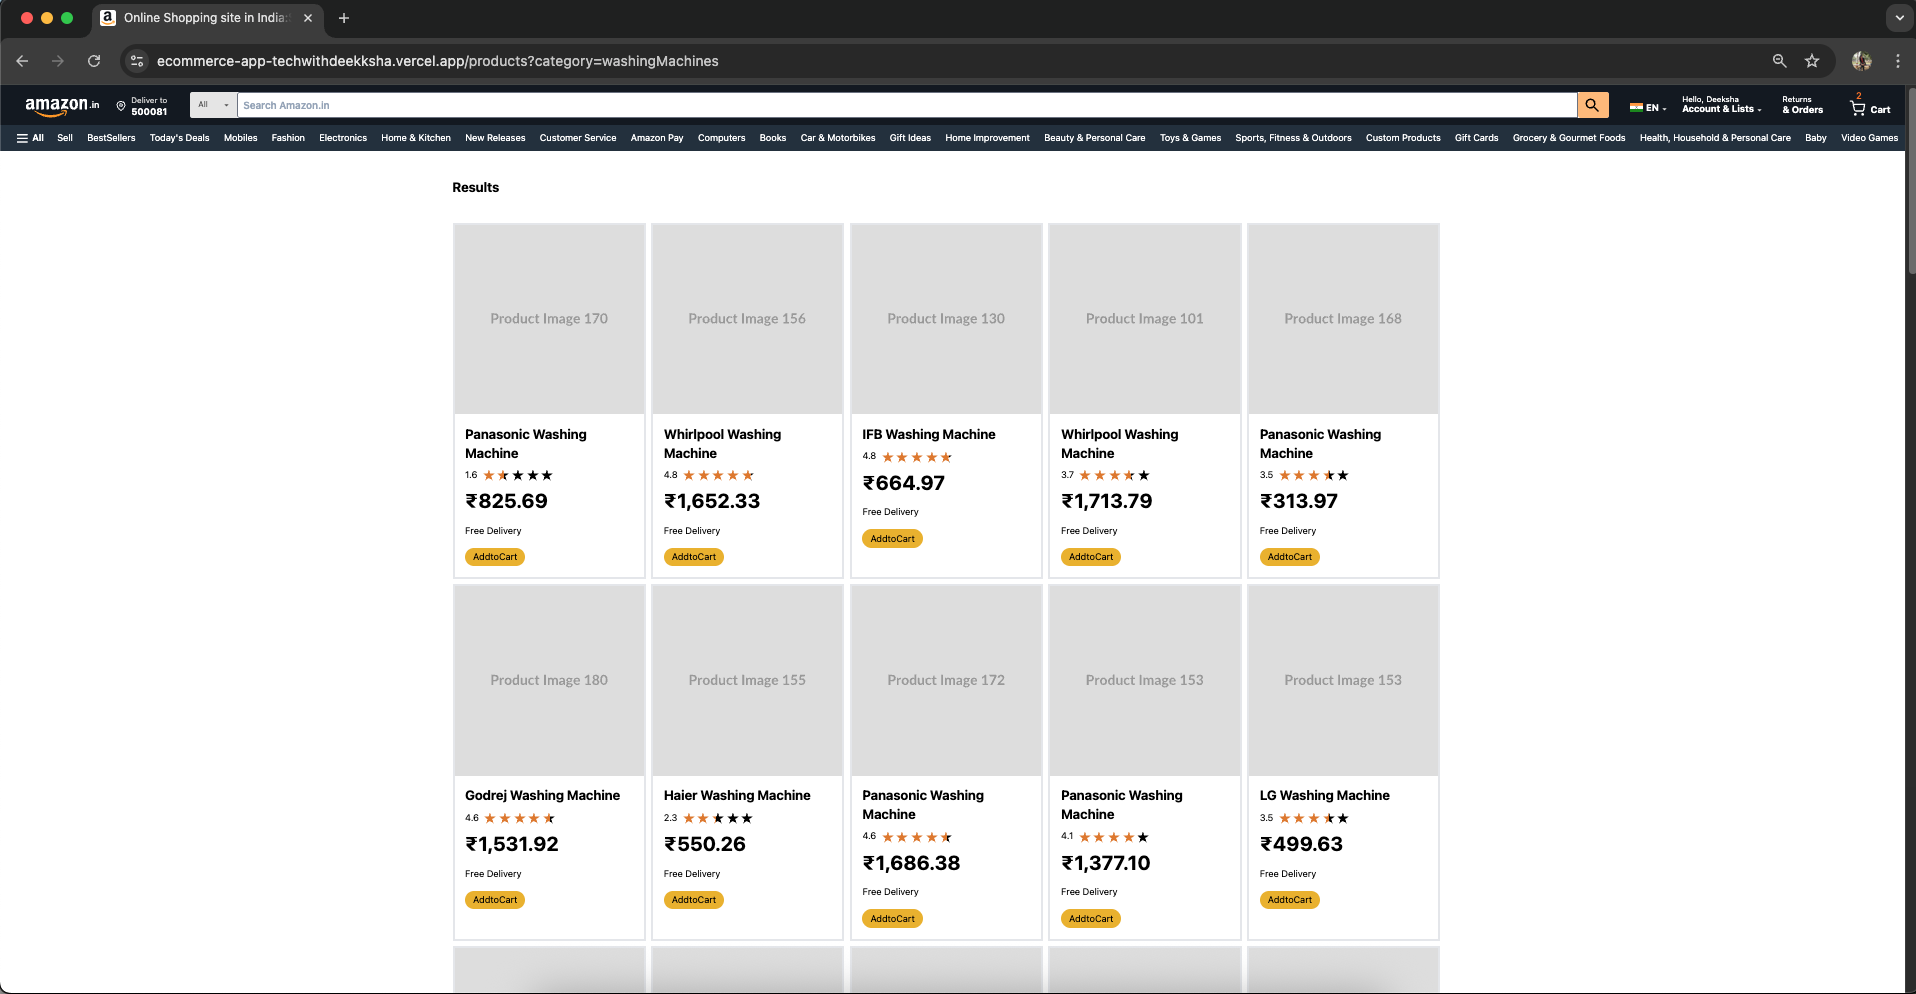 Online Shopping site in India:
ecommerce-app-techwithdeekksha.vercel.app/products?category=washingMachines
amazon.in
Deliver to
500081
All
Search Amazon.in
EN
Hello, Deeksha
Account & Lists
Returns
& Orders
2
Cart
All Sell BestSellers Today's Deals Mobiles Fashion Electronics Home & Kitchen New Releases Customer Service Amazon Pay Computers Books Car & Motorbikes Gift Ideas Home Improvement Beauty & Personal Care Toys & Games Sports, Fitness & Outdoors Custom Products Gift Cards Grocery & Gourmet Foods Health, Household & Personal Care Baby Video Games
Results
Product Image 170
Panasonic Washing
Machine
1.6
₹825.69
Free Delivery
AddtoCart
Product Image 156
Whirlpool Washing
Machine
4.8
₹1,652.33
Free Delivery
AddtoCart
Product Image 130
IFB Washing Machine
4.8
₹664.97
Free Delivery
AddtoCart
Product Image 101
Whirlpool Washing
Machine
3.7
₹1,713.79
Free Delivery
AddtoCart
Product Image 168
Panasonic Washing
Machine
3.5
₹313.97
Free Delivery
AddtoCart
Product Image 180
Godrej Washing Machine
4.6
₹1,531.92
Free Delivery
AddtoCart
Product Image 155
Haier Washing Machine
2.3
₹550.26
Free Delivery
AddtoCart
Product Image 172
Panasonic Washing
Machine
4.6
₹1,686.38
Free Delivery
AddtoCart
Product Image 153
Panasonic Washing
Machine
4.1
₹1,377.10
Free Delivery
AddtoCart
Product Image 153
LG Washing Machine
3.5
₹499.63
Free Delivery
AddtoCart